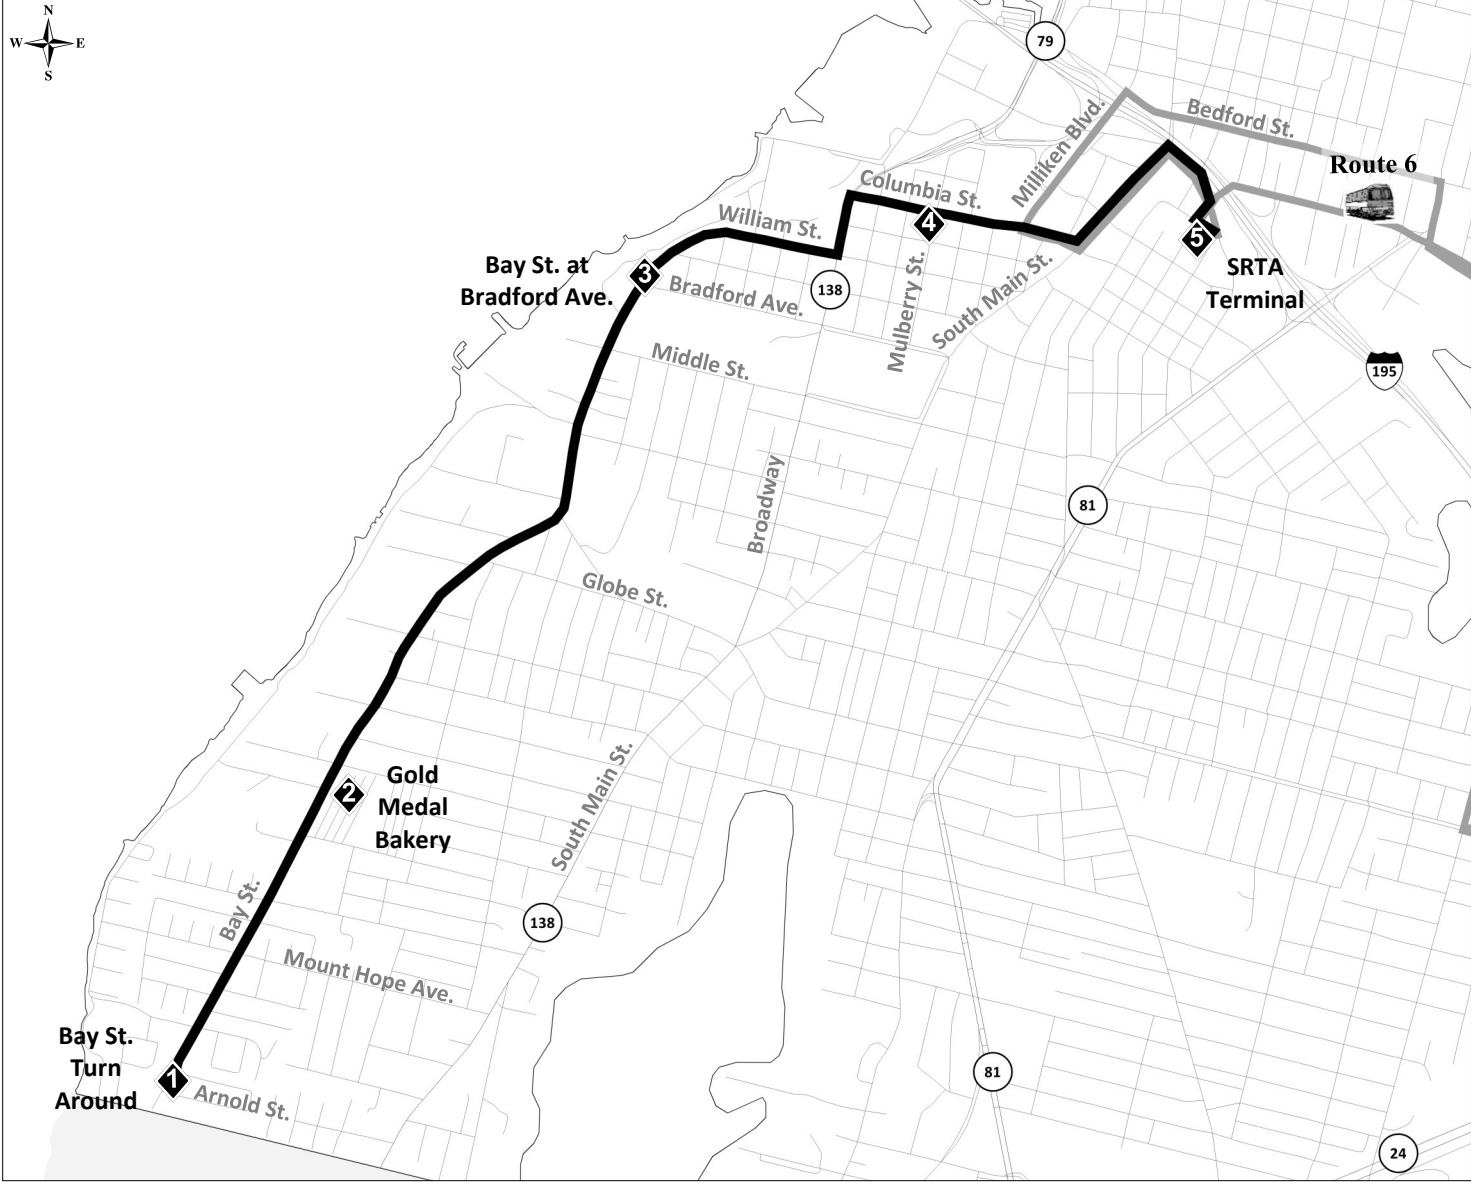 N
W E
S
79
Bedford St.
Milliken Blvd.
Route 6
Columbia St.
4
William St.
5
Bay St. at
Bradford Ave.
3
SRTA
Terminal
Bradford Ave.
138
Mulberry St.
South Main St.
Middle St.
195
Broadway
81
Globe St.
Gold
Medal
Bakery
2
South Main St.
Bay St.
138
Mount Hope Ave.
Bay St.
Turn
Around
1
Arnold St.
81
24